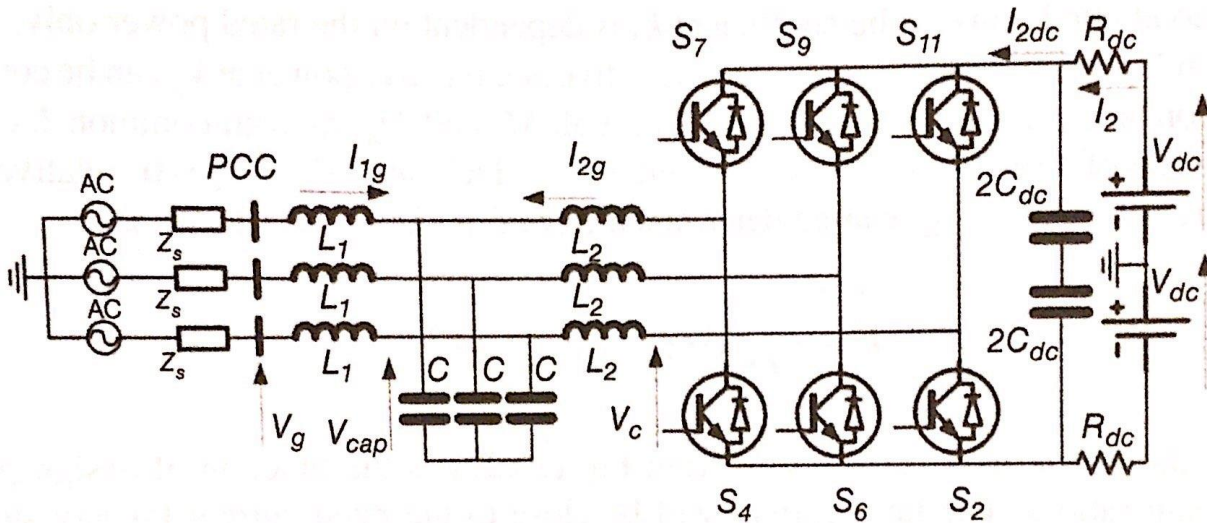 S7 S9 S11 I2dc Rdc
I2
PCC I1g I2g Vdc
AC + -
Zs L1 L2 2Cdc
AC
Zs L1 L2 Vdc
AC + -
Zs L1 C C C L2 2Cdc
Vg Vcap Vc Rdc
S4 S6 S2